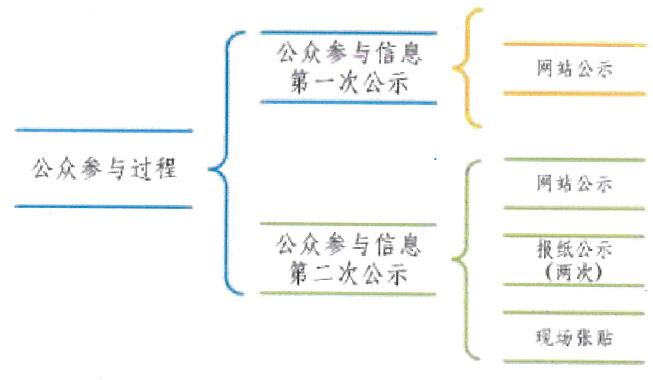 公众参与过程
公众参与信息
第一次公示
网站公示
公众参与信息
第二次公示
网站公示
报纸公示
(两次)
现场张贴